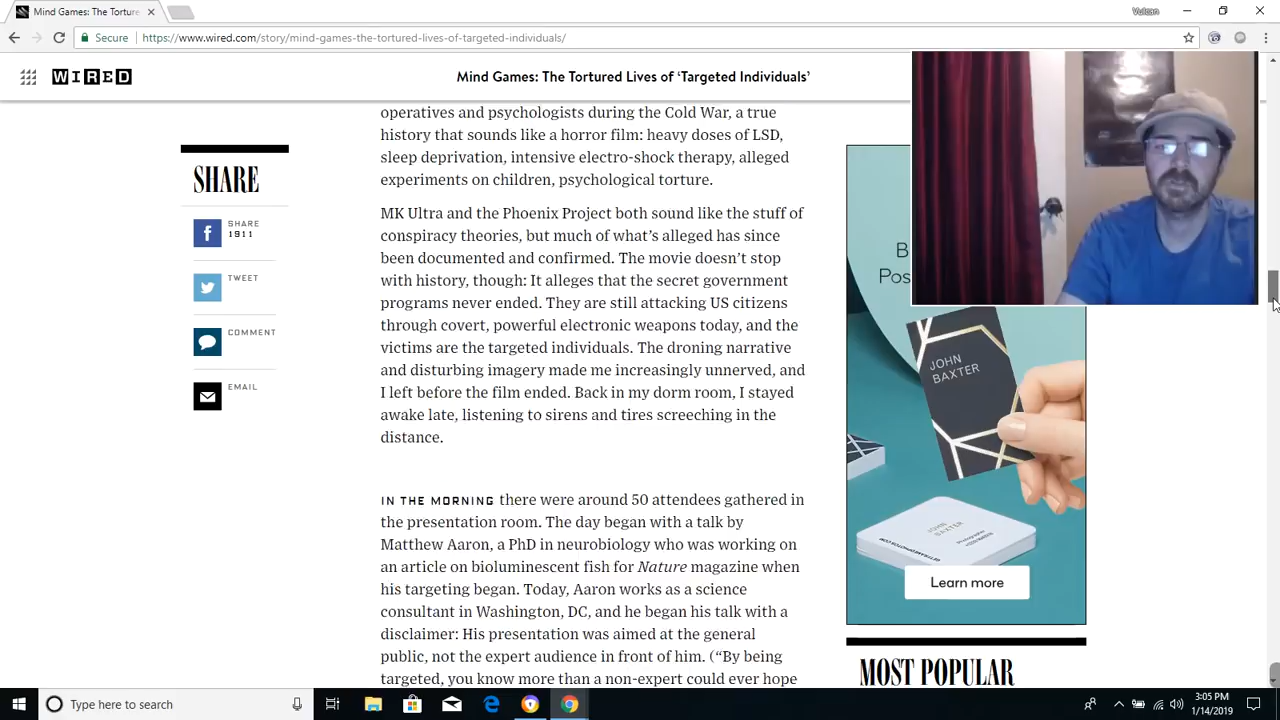 Mind Games: The Torture
Vulcan
Secure
https://www.wired.com/story/mind-games-the-tortured-lives-of-targeted-individuals/
WIRED
Mind Games: The Tortured Lives of ‘Targeted Individuals’
SHARE
SHARE
1911
TWEET
COMMENT
EMAIL
operatives and psychologists during the Cold War, a true
history that sounds like a horror film: heavy doses of LSD,
sleep deprivation, intensive electro-shock therapy, alleged
experiments on children, psychological torture.
MK Ultra and the Phoenix Project both sound like the stuff of
conspiracy theories, but much of what’s alleged has since
been documented and confirmed. The movie doesn’t stop
with history, though: It alleges that the secret government
programs never ended. They are still attacking US citizens
through covert, powerful electronic weapons today, and the
victims are the targeted individuals. The droning narrative
and disturbing imagery made me increasingly unnerved, and
I left before the film ended. Back in my dorm room, I stayed
awake late, listening to sirens and tires screeching in the
distance.
IN THE MORNING there were around 50 attendees gathered in
the presentation room. The day began with a talk by
Matthew Aaron, a PhD in neurobiology who was working on
an article on bioluminescent fish for Nature magazine when
his targeting began. Today, Aaron works as a science
consultant in Washington, DC, and he began his talk with a
disclaimer: His presentation was aimed at the general
public, not the expert audience in front of him. (“By being
targeted, you know more than a non-expert could ever hope
B
Pos
JOHN
BAXTER
JOHN
BAXTER
Learn more
MOST POPULAR
Type here to search
3:05 PM
1/14/2019